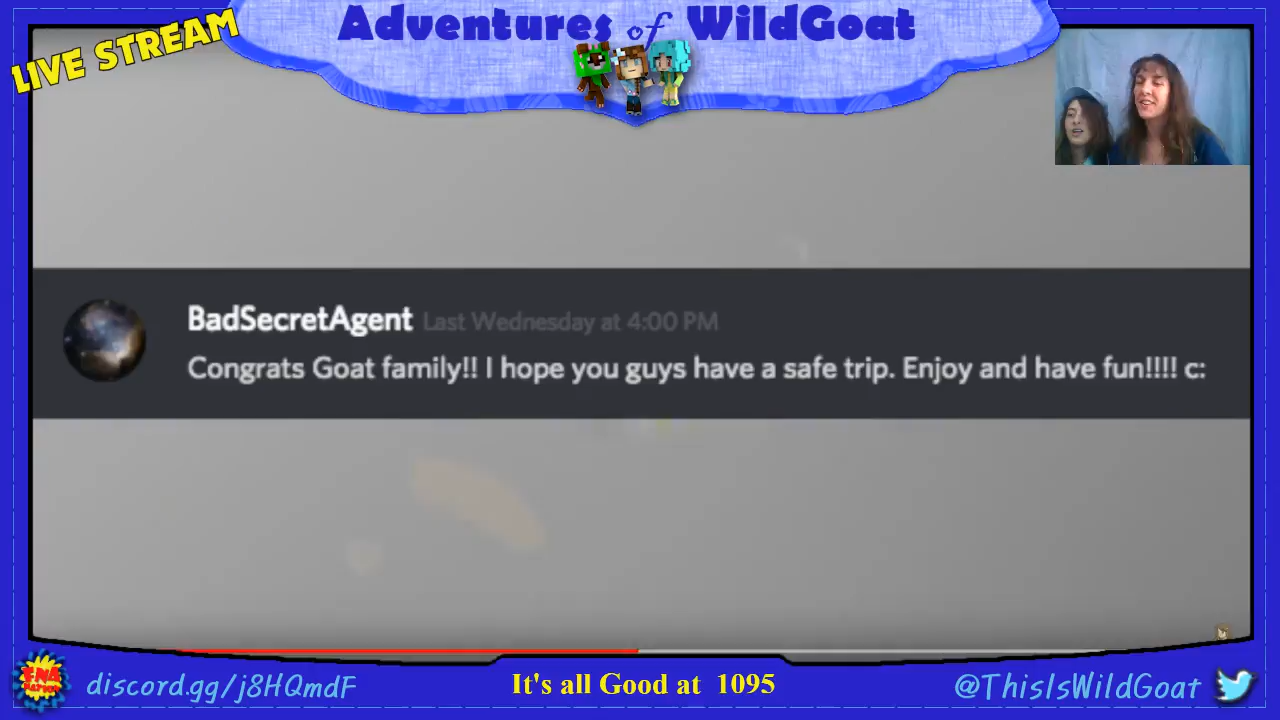 LIVE STREAM
Adventures of WildGoat
BadSecretAgent Last Wednesday at 4:00 PM
Congrats Goat family!! I hope you guys have a safe trip. Enjoy and have fun!!!! c:
discord.gg/j8HQmdF
It's all Good at 1095
@ThisIsWildGoat